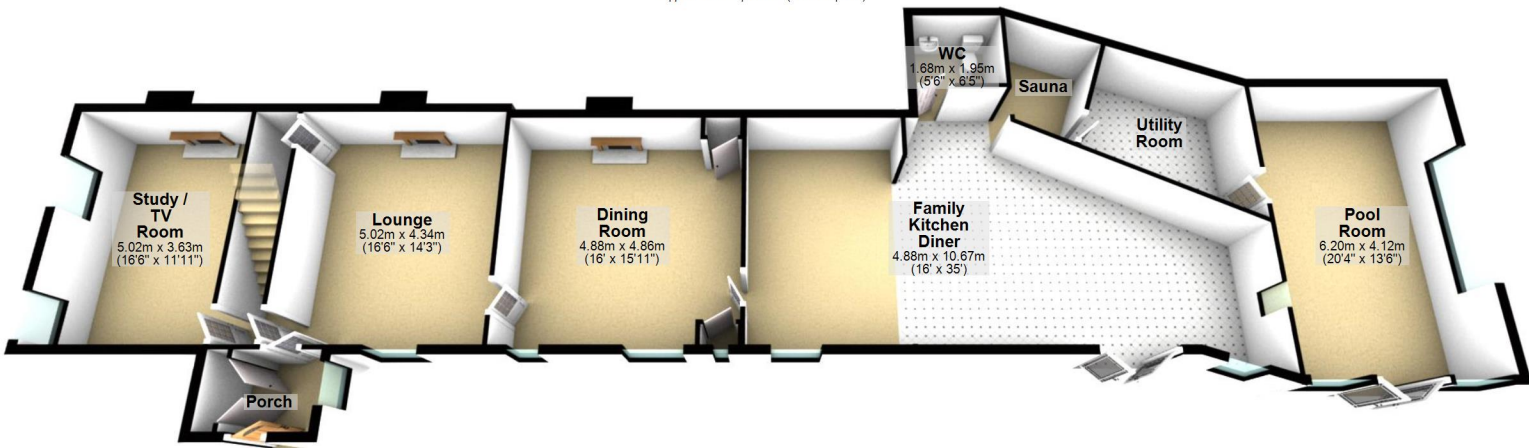 WC
1.68m x 1.95m
(5'6" x 6'5")
Sauna
Utility
Room
Study /
TV
Room
5.02m x 3.63m
(16'6" x 11'11")
Lounge
5.02m x 4.34m
(16'6" x 14'3")
Dining
Room
4.88m x 4.86m
(16' x 15'11")
Family
Kitchen
Diner
4.88m x 10.67m
(16' x 35')
Pool
Room
6.20m x 4.12m
(20'4" x 13'6")
Porch